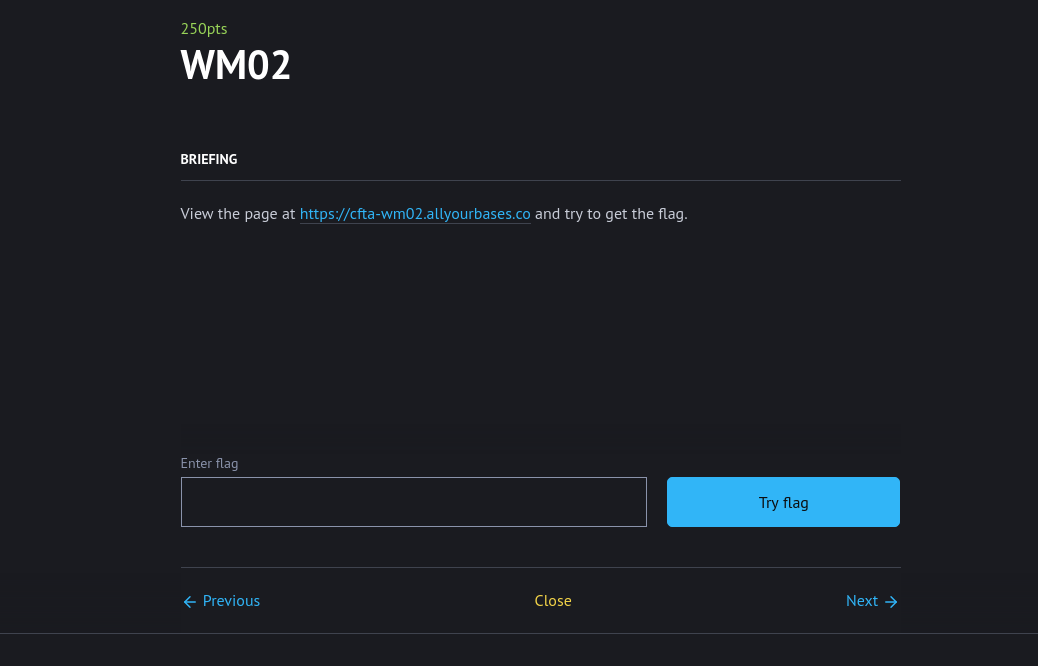 250pts
WM02
BRIEFING
View the page at https://cfta-wm02.allyourbases.co and try to get the flag.
Enter flag
Try flag
← Previous
Close
Next →